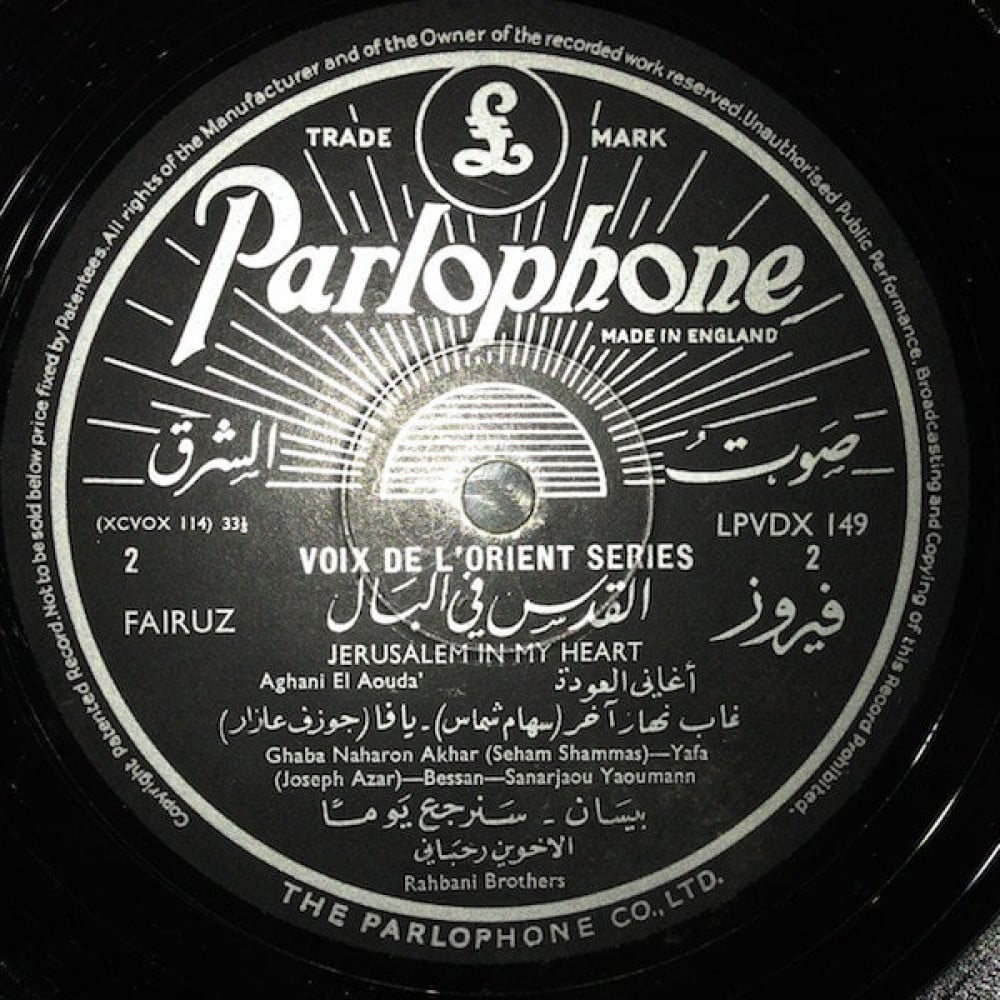 Copyright Patented Record. Not to be sold below price fixed by Patentees. All rights of the Manufacturer and of the Owner of the recorded work reserved. Unauthorised Public Performance, Broadcasting and Copying of this Record Prohibited.
TRADE £ MARK
Parlophone
MADE IN ENGLAND
صوت الشرق
(XCVOX 114) 33⅓ LPVDX 149
2 VOIX DE L'ORIENT SERIES 2
FAIRUZ القدس في البال فيروز
JERUSALEM IN MY HEART
Aghani El Aouda' أغاني العودة
غاب نهار آخر (سهام شماس) ـ يافا (جوزف عازار)
Ghaba Naharon Akhar (Seham Shammas)—Yafa
(Joseph Azar)—Bessan—Sanarjaou Yaoumann
بيسان - سنرجع يومًا
الاخوين رحباني
Rahbani Brothers
THE PARLOPHONE CO., LTD.